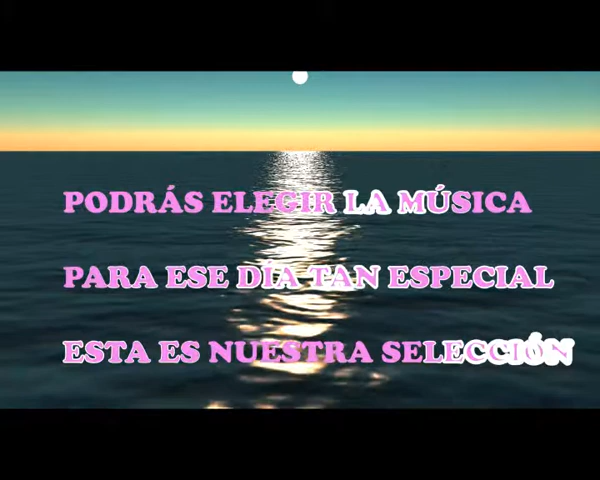 PODRÁS ELEGIR LA MÚSICA
PARA ESE DÍA TAN ESPECIAL
ESTA ES NUESTRA SELECCIÓN